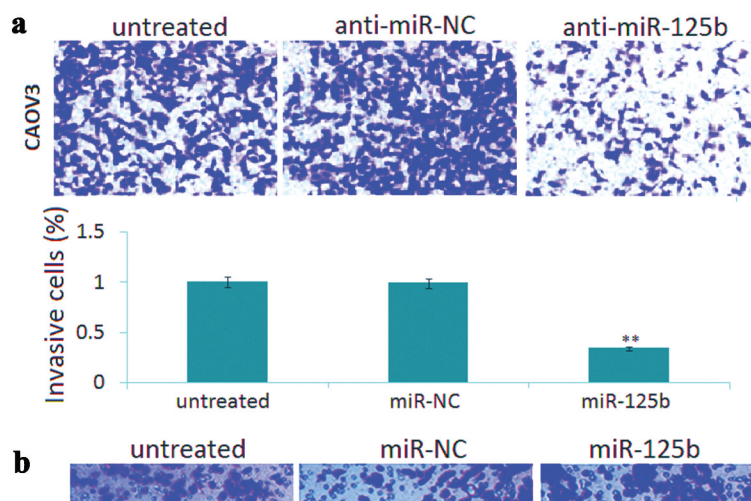 a
untreated anti-miR-NC anti-miR-125b
CAOV3
Invasive cells (%)
1.5
1
0.5
0
**
untreated miR-NC miR-125b
b
untreated miR-NC miR-125b